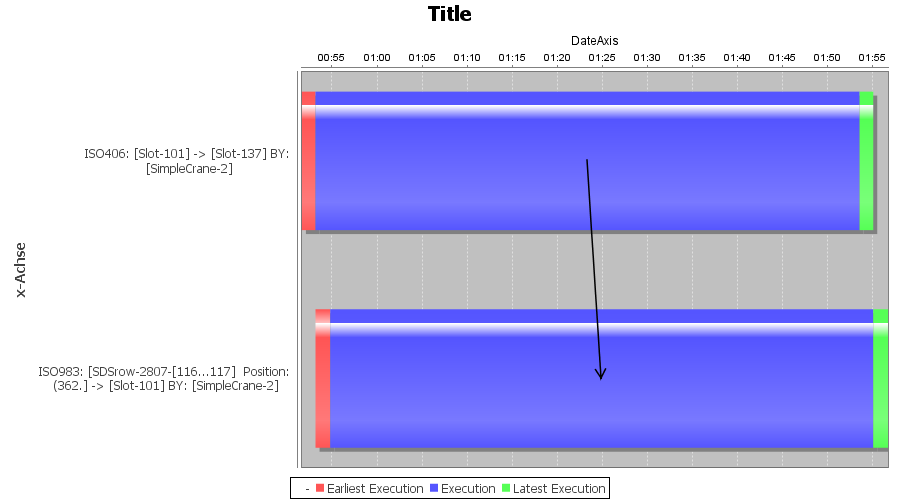 Title
DateAxis
00:55 01:00 01:05 01:10 01:15 01:20 01:25 01:30 01:35 01:40 01:45 01:50 01:55
ISO406: [Slot-101] -> [Slot-137] BY:
[SimpleCrane-2]
x-Achse
ISO983: [SDSrow-2807-[116...117] Position:
(362.] -> [Slot-101] BY: [SimpleCrane-2]
- Earliest Execution Execution Latest Execution